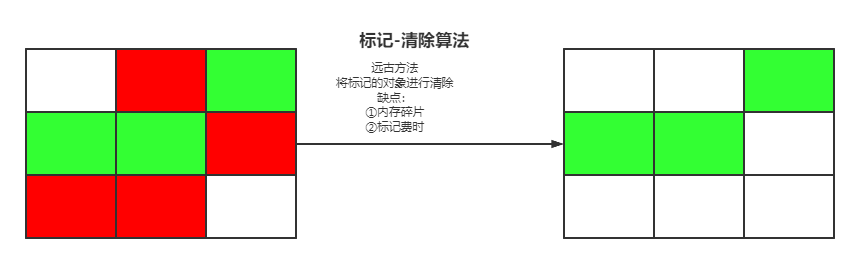 标记-清除算法
远古方法
将标记的对象进行清除
缺点：
①内存碎片
②标记费时